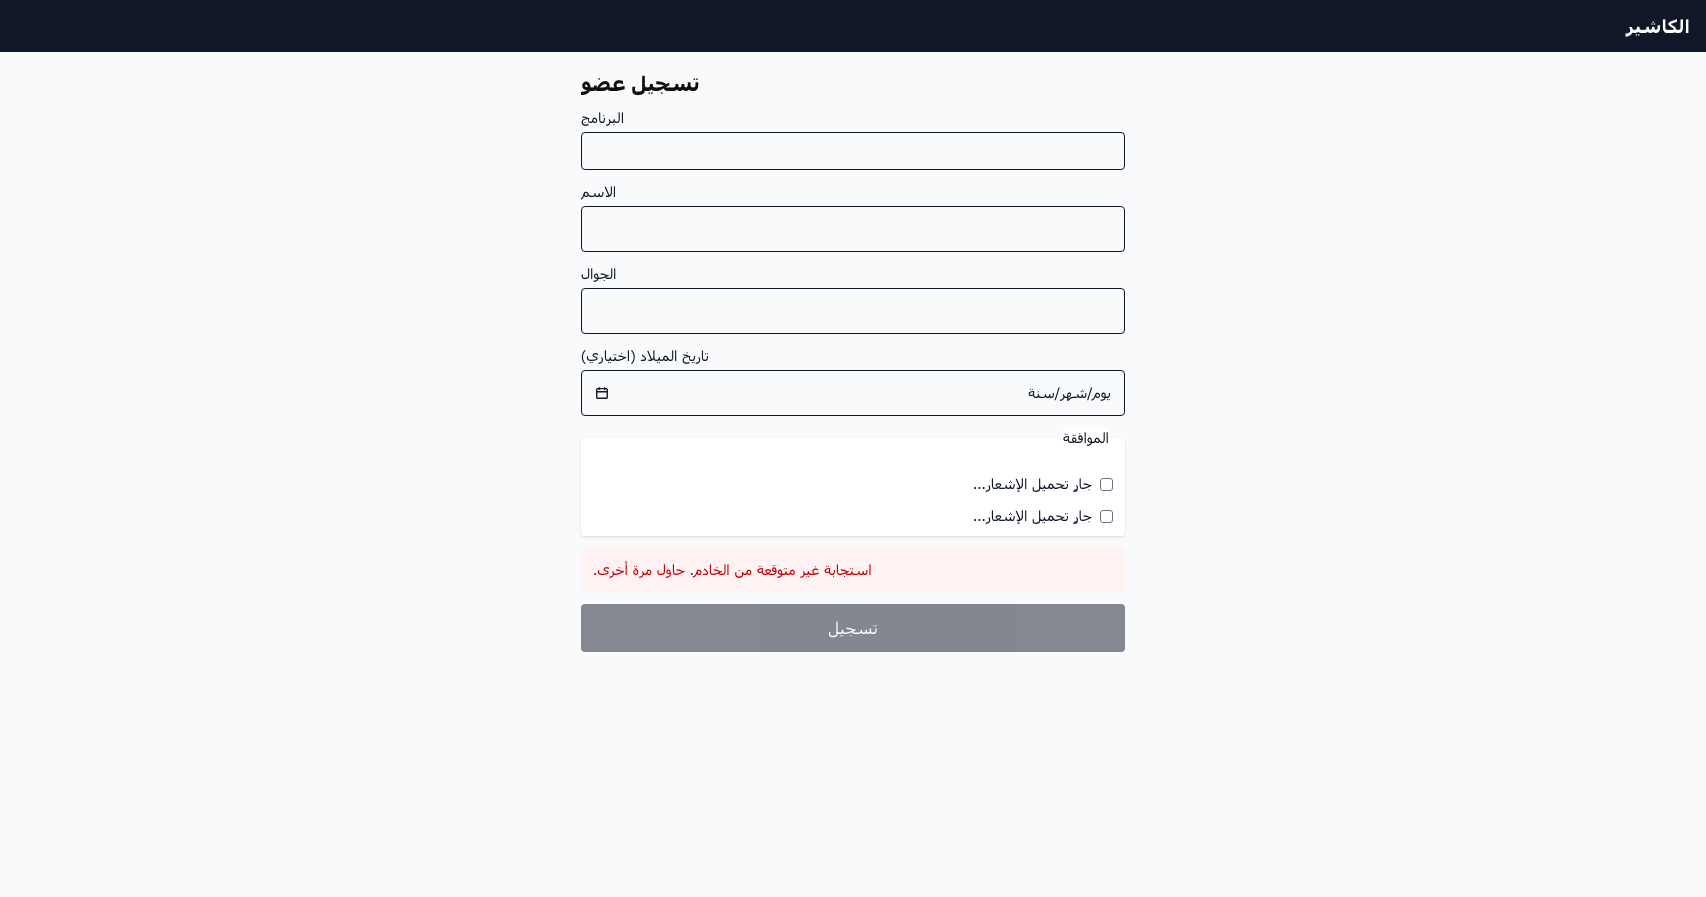 الكاشير
تسجيل عضو
البرنامج
الاسم
الجوال
تاريخ الميلاد (اختياري)
يوم/شهر/سنة
الموافقة
جارٍ تحميل الإشعار...
جارٍ تحميل الإشعار...
استجابة غير متوقعة من الخادم. حاول مرة أخرى.
تسجيل